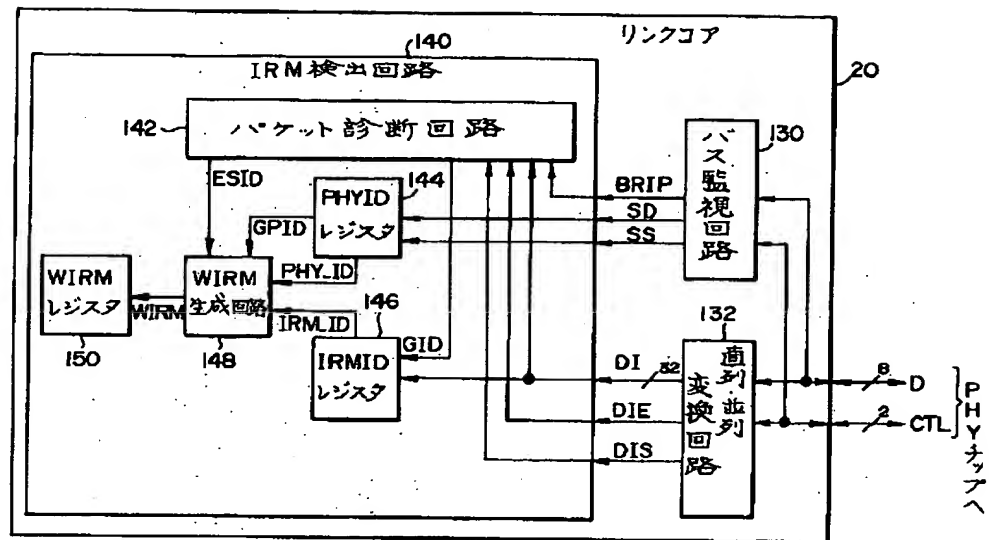 リンクコア
20
140
IRM検出回路
142
パケット診断回路
ESID
144
PHYID
レジスタ
GPID
PHY_ID
WIRM
レジスタ
150
WIRM
WIRM
生成回路
148
IRM_ID
146
GID
IRMID
レジスタ
BRIP
SD
SS
130
バス監視回路
132
直列・並列
変換回路
DI
32
DIE
DIS
8
D
2
CTL
PHYチップへ